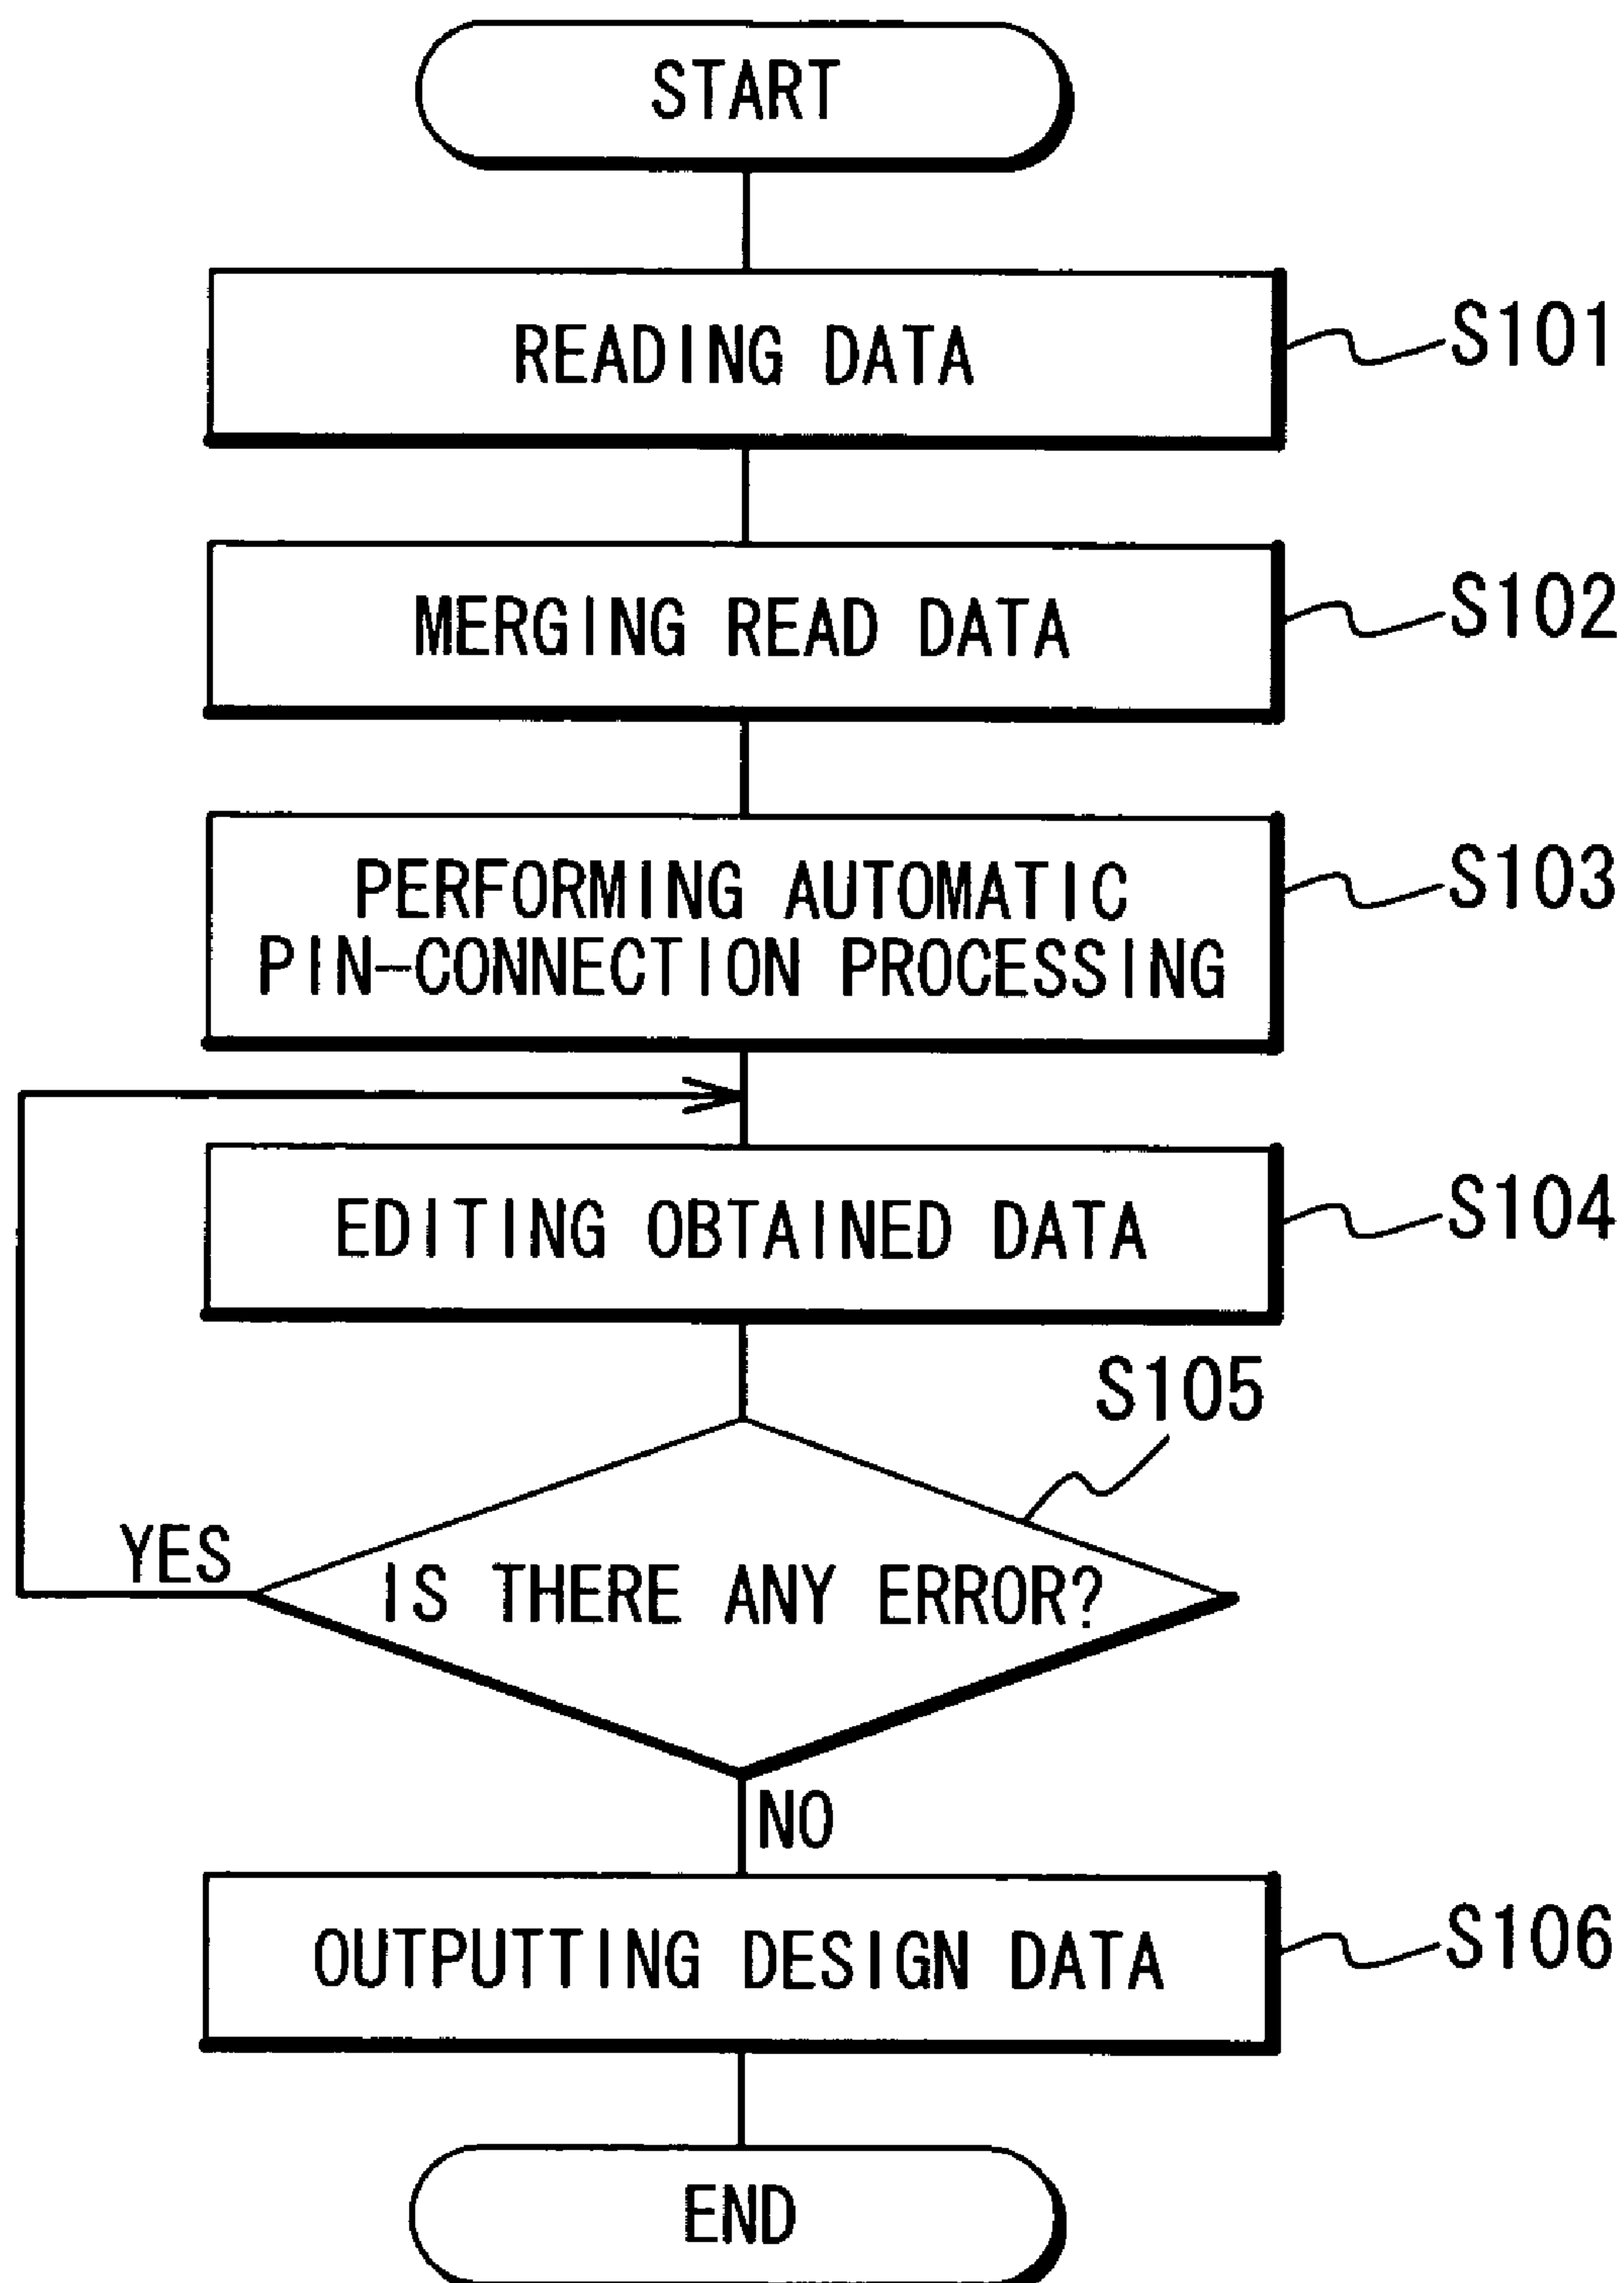 START
READING DATA
S101
MERGING READ DATA
S102
PERFORMING AUTOMATIC
PIN-CONNECTION PROCESSING
S103
EDITING OBTAINED DATA
S104
S105
YES
IS THERE ANY ERROR?
NO
OUTPUTTING DESIGN DATA
S106
END